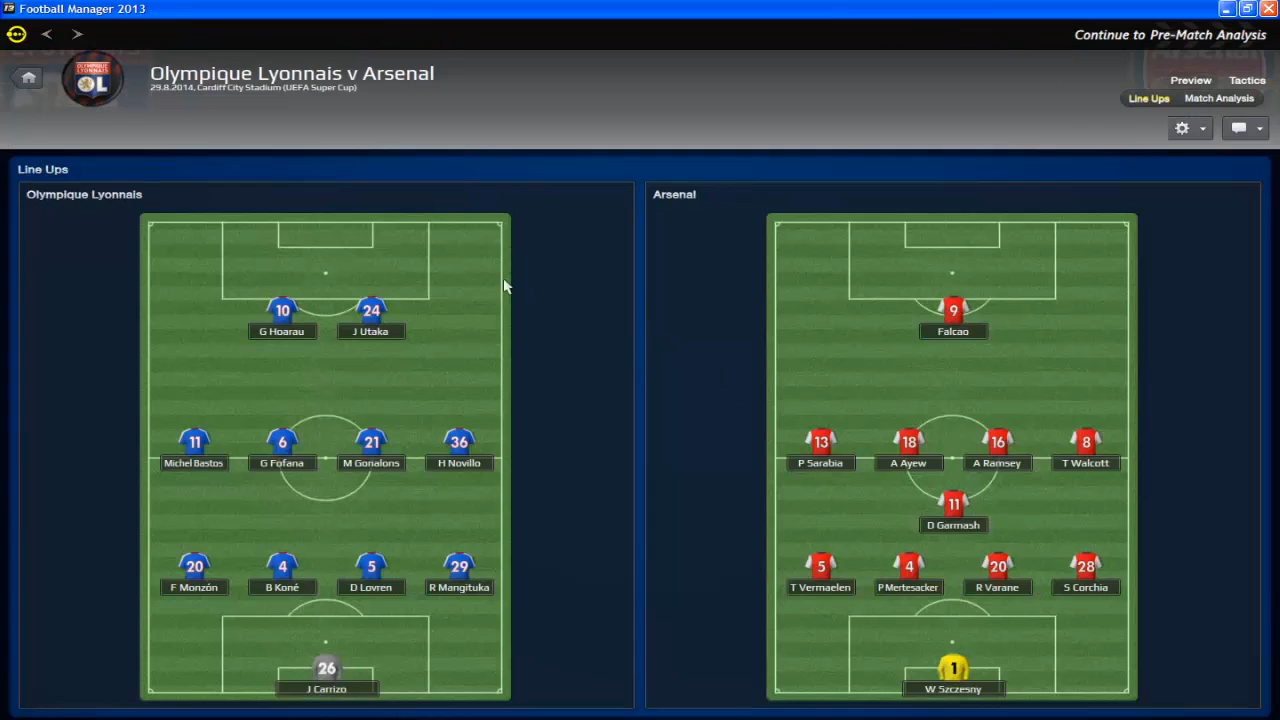 Football Manager 2013
Continue to Pre-Match Analysis
Olympique Lyonnais v Arsenal
29.8.2014, Cardiff City Stadium (UEFA Super Cup)
Preview Tactics
Line Ups Match Analysis
Line Ups
Olympique Lyonnais
10 24
G Hoarau J Utaka
11 6 21 36
Michel Bastos G Fofana M Gonalons H Novillo
20 4 5 29
F Monzón B Koné D Lovren R Mangituka
26
J Carrizo
Arsenal
9
Falcao
13 18 16 8
P Sarabia A Ayew A Ramsey T Walcott
11
D Garmash
5 4 20 28
T Vermaelen P Mertesacker R Varane S Corchia
1
W Szczesny